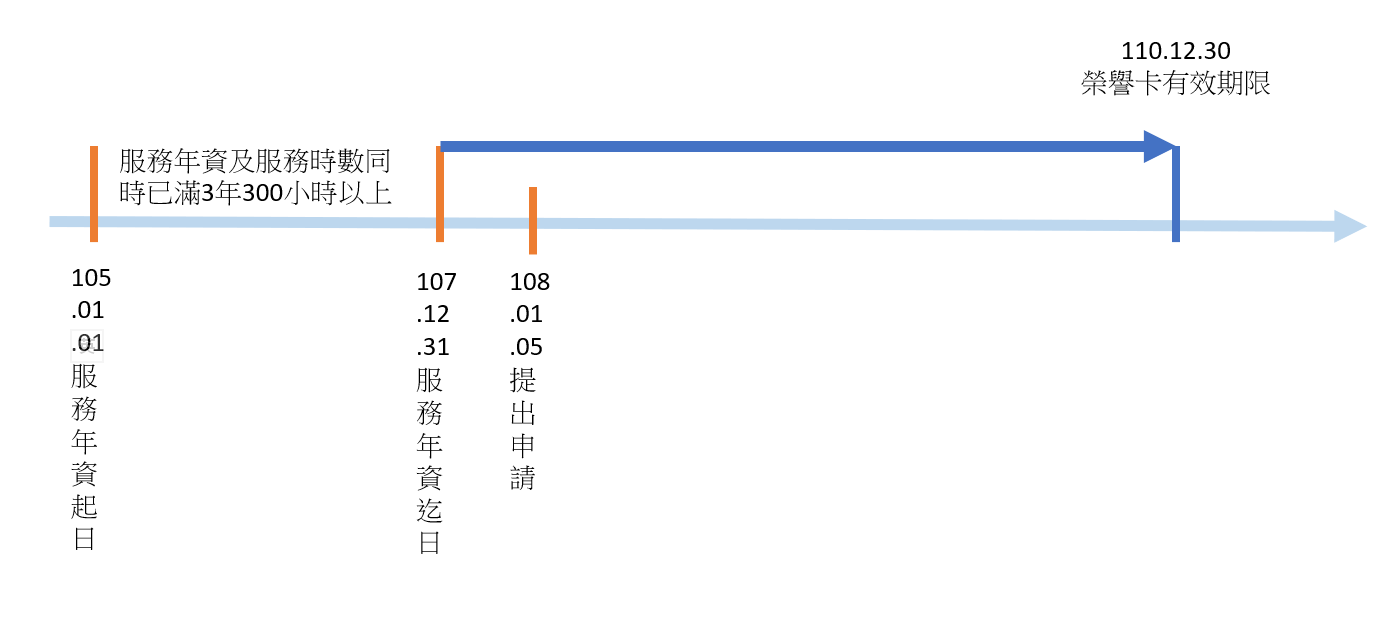 110.12.30
榮譽卡有效期限
服務年資及服務時數同
時已滿3年300小時以上
105
.01
.01
服
務
年
資
起
日
107
.12
.31
服
務
年
資
迄
日
108
.01
.05
提
出
申
請